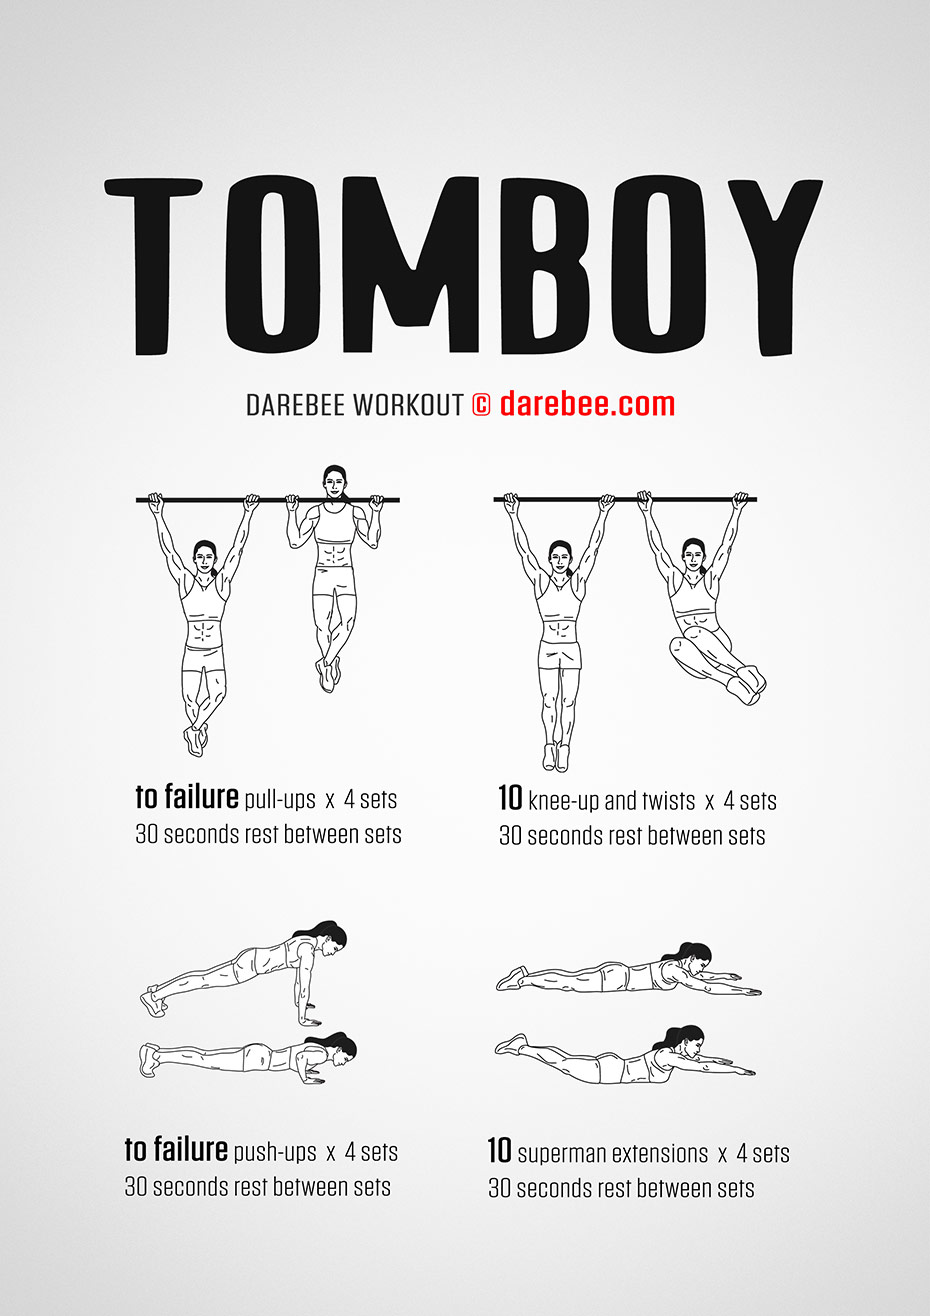 TOMBOY
DAREBEE WORKOUT © darebee.com
to failure pull-ups x 4 sets
30 seconds rest between sets
10 knee-up and twists x 4 sets
30 seconds rest between sets
to failure push-ups x 4 sets
30 seconds rest between sets
10 superman extensions x 4 sets
30 seconds rest between sets